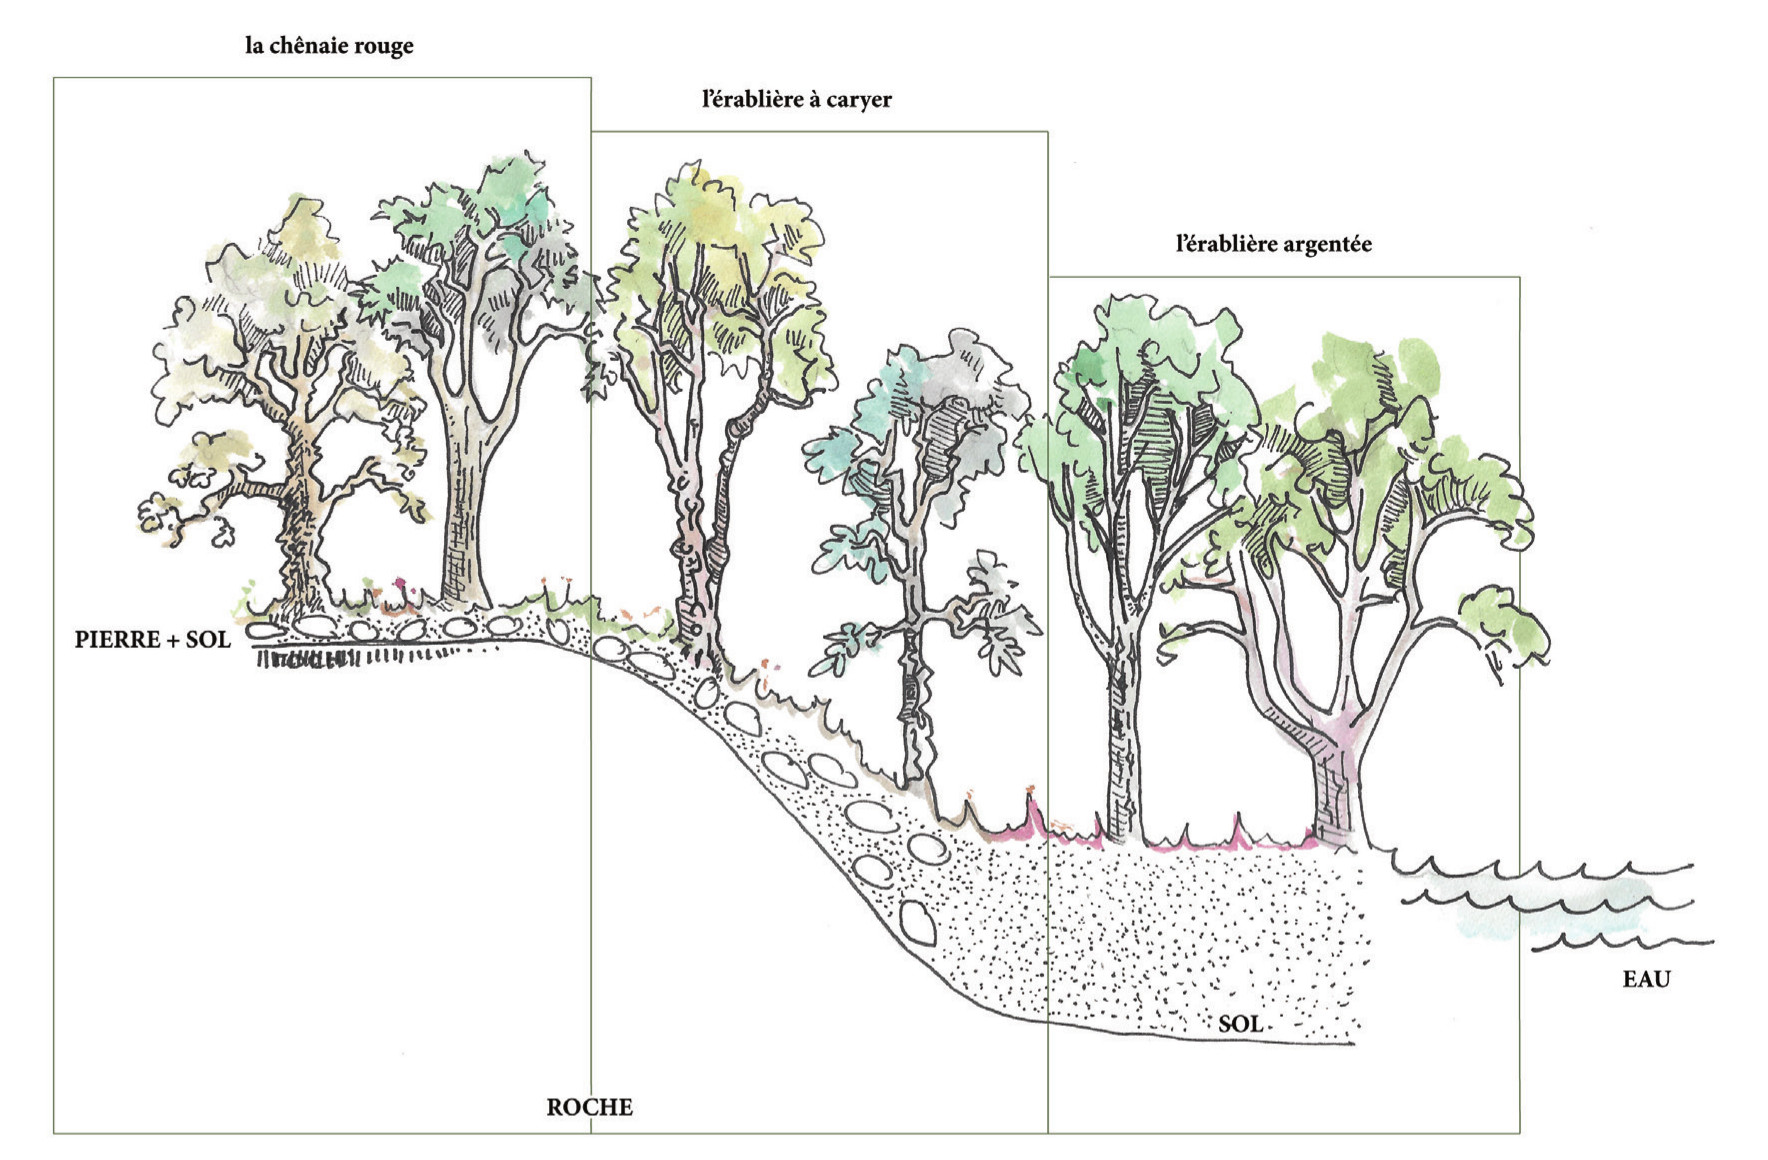 la chênaie rouge
l'érablière à caryer
l'érablière argentée
PIERRE + SOL
EAU
SOL
ROCHE